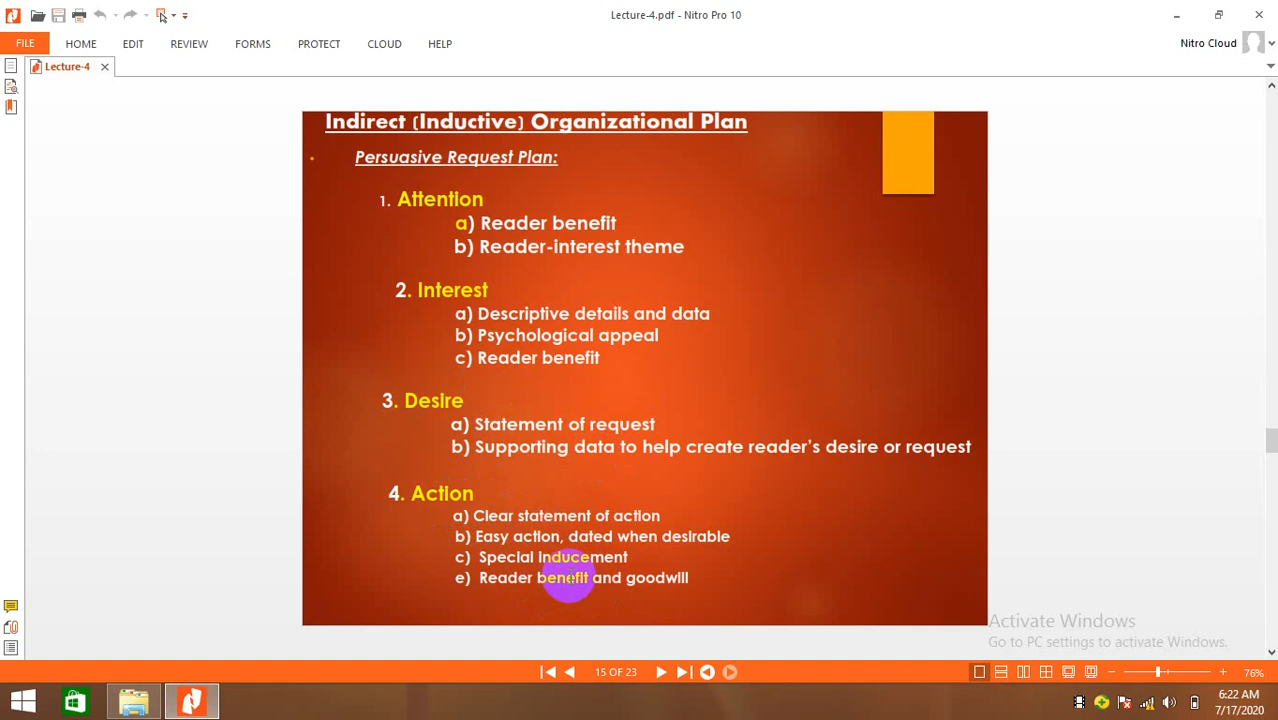 Lecture-4.pdf - Nitro Pro 10
FILE HOME EDIT REVIEW FORMS PROTECT CLOUD HELP
Nitro Cloud
Lecture-4
Indirect (Inductive) Organizational Plan
Persuasive Request Plan:
1. Attention
a) Reader benefit
b) Reader-interest theme
2. Interest
a) Descriptive details and data
b) Psychological appeal
c) Reader benefit
3. Desire
a) Statement of request
b) Supporting data to help create reader's desire or request
4. Action
a) Clear statement of action
b) Easy action, dated when desirable
c) Special inducement
e) Reader benefit and goodwill
Activate Windows
Go to PC settings to activate Windows.
15 OF 23
76%
6:22 AM
7/17/2020